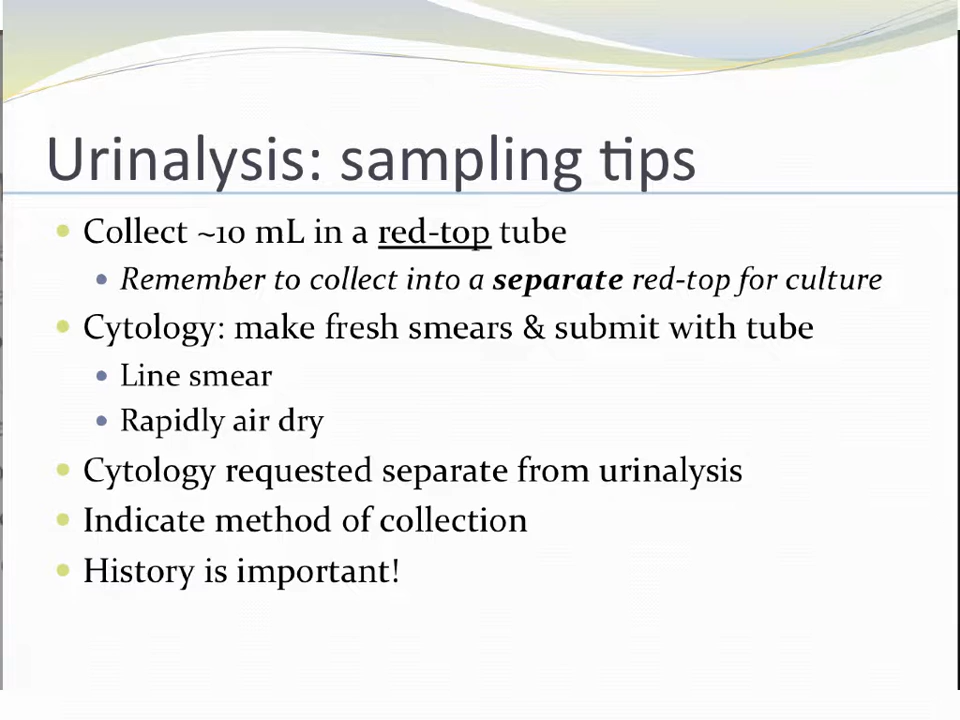 Urinalysis: sampling tips
Collect ~10 mL in a red-top tube
Remember to collect into a separate red-top for culture
Cytology: make fresh smears & submit with tube
Line smear
Rapidly air dry
Cytology requested separate from urinalysis
Indicate method of collection
History is important!